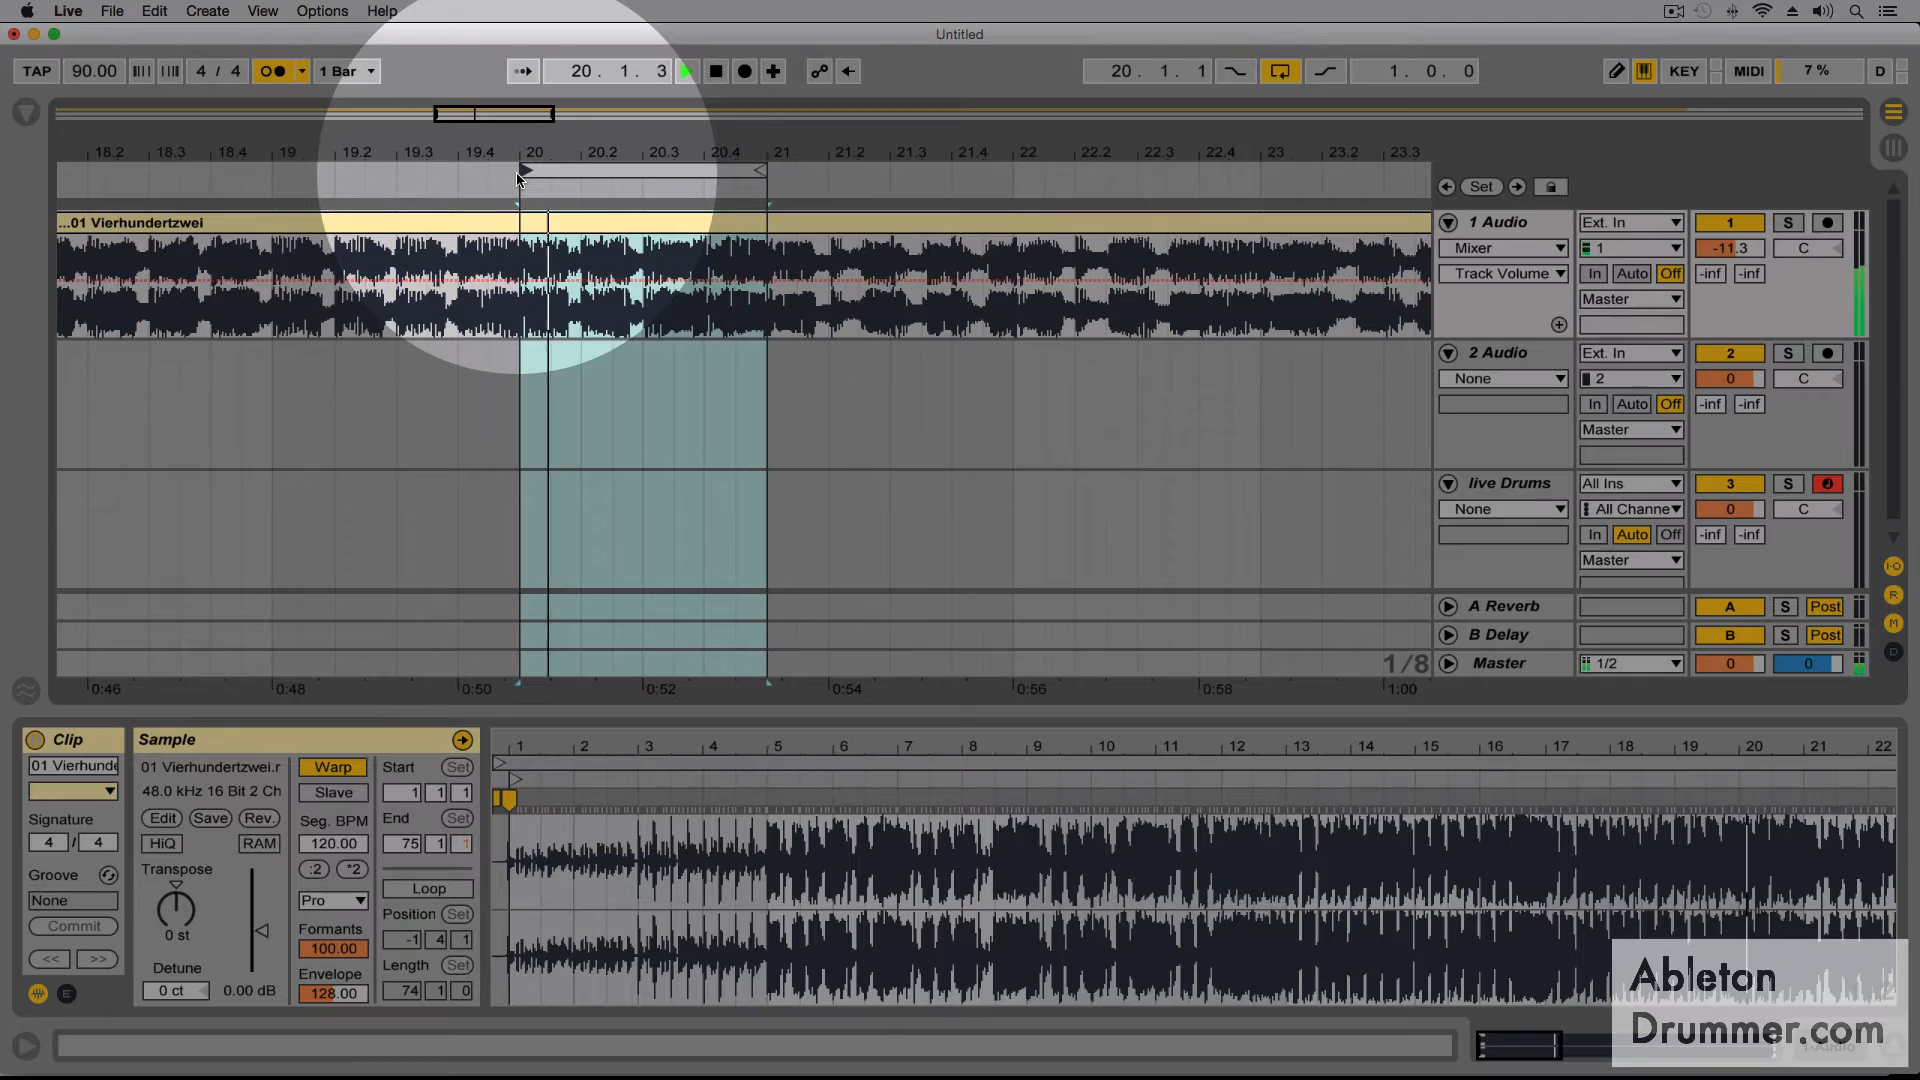 Live File Edit Create View Options Help
Untitled
TAP 90.00 4 / 4 1 Bar 20. 1. 3 20. 1. 1 1. 0. 0 KEY MIDI 7 % D
18.2 18.3 18.4 19 19.2 19.3 19.4 20 20.2 20.3 20.4 21 21.2 21.3 21.4 22 22.2 22.3 22.4 23 23.2 23.3
Set
...01 Vierhundertzwei
1 Audio Ext. In 1 S
Mixer 1 -11.3 C
Track Volume In Auto Off -inf -inf
Master
2 Audio Ext. In 2 S
None 2 0 C
In Auto Off -inf -inf
Master
live Drums All Ins 3 S
None All Channe 0 C
In Auto Off -inf -inf
Master
A Reverb A S Post
B Delay B S Post
1/8 Master 1/2 0 0
0:46 0:48 0:50 0:52 0:54 0:56 0:58 1:00
Clip
01 Vierhunde
Signature
4 / 4
Groove
None
Commit
<< >>
E
Sample
01 Vierhundertzwei.r
48.0 kHz 16 Bit 2 Ch
Edit Save Rev.
HiQ RAM
Transpose
0 st
Detune
0 ct 0.00 dB
Warp
Slave
Seg. BPM
120.00
:2 *2
Pro
Formants
100.00
Envelope
128.00
Start Set
1 1 1
End Set
75 1 1
Loop
Position Set
-1 4 1
Length Set
74 1 0
1 2 3 4 5 6 7 8 9 10 11 12 13 14 15 16 17 18 19 20 21 22
Ableton
Drummer.com
1-Audio